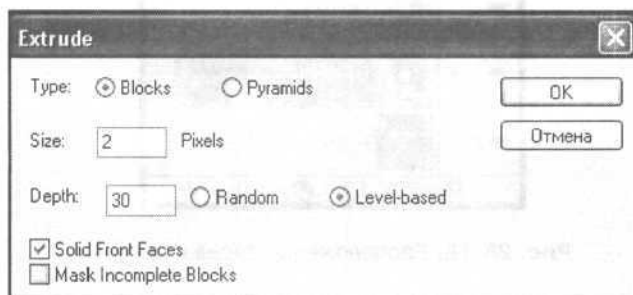 Extrude
Type: Blocks Pyramids OK
Size: 2 Pixels Отмена
Depth: 30 Random Level-based
Solid Front Faces
Mask Incomplete Blocks